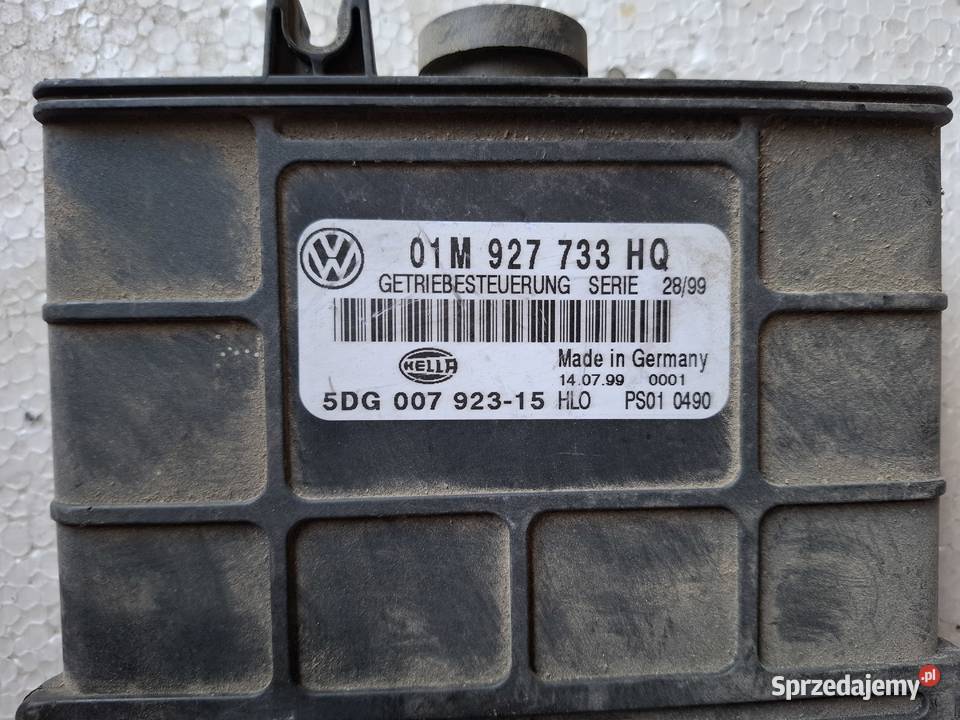 01M 927 733 HQ
GETRIEBESTEUERUNG SERIE 28/99
HELLA
Made in Germany
14.07.99 0001
5DG 007 923-15 HLO PS01 0490
Sprzedajemy.pl